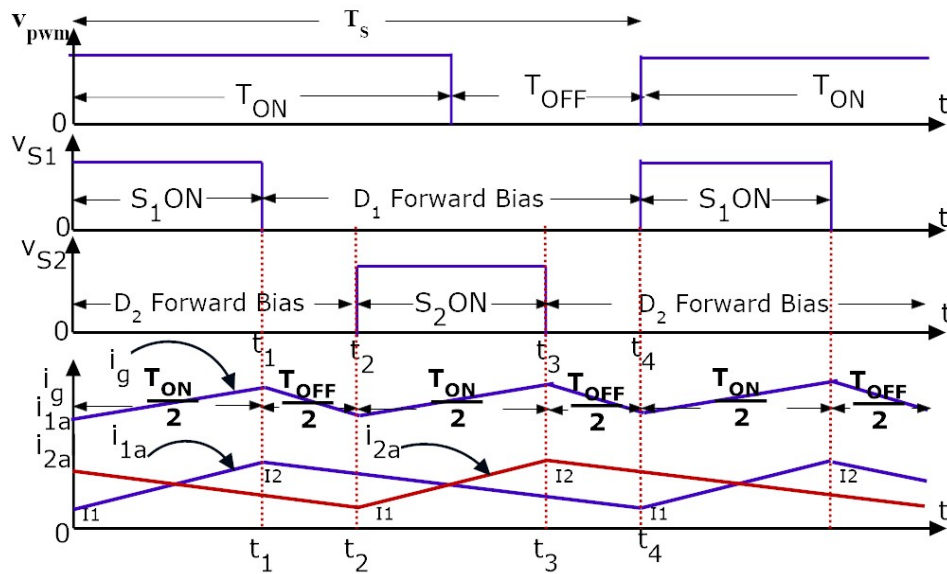 v_pwm
T_S
T_ON
T_OFF
T_ON
t
0
v_S1
S_1ON
D_1 Forward Bias
S_1ON
0
t
v_S2
D_2 Forward Bias
S_2ON
D_2 Forward Bias
0
t
t_1
t_2
t_3
t_4
i_g
i_g
T_ON/2
T_OFF/2
T_ON/2
T_OFF/2
T_ON/2
T_OFF/2
i_1a
i_2a
i_1a
i_2a
I2
I2
I2
I1
I1
I1
0
t
t_1
t_2
t_3
t_4